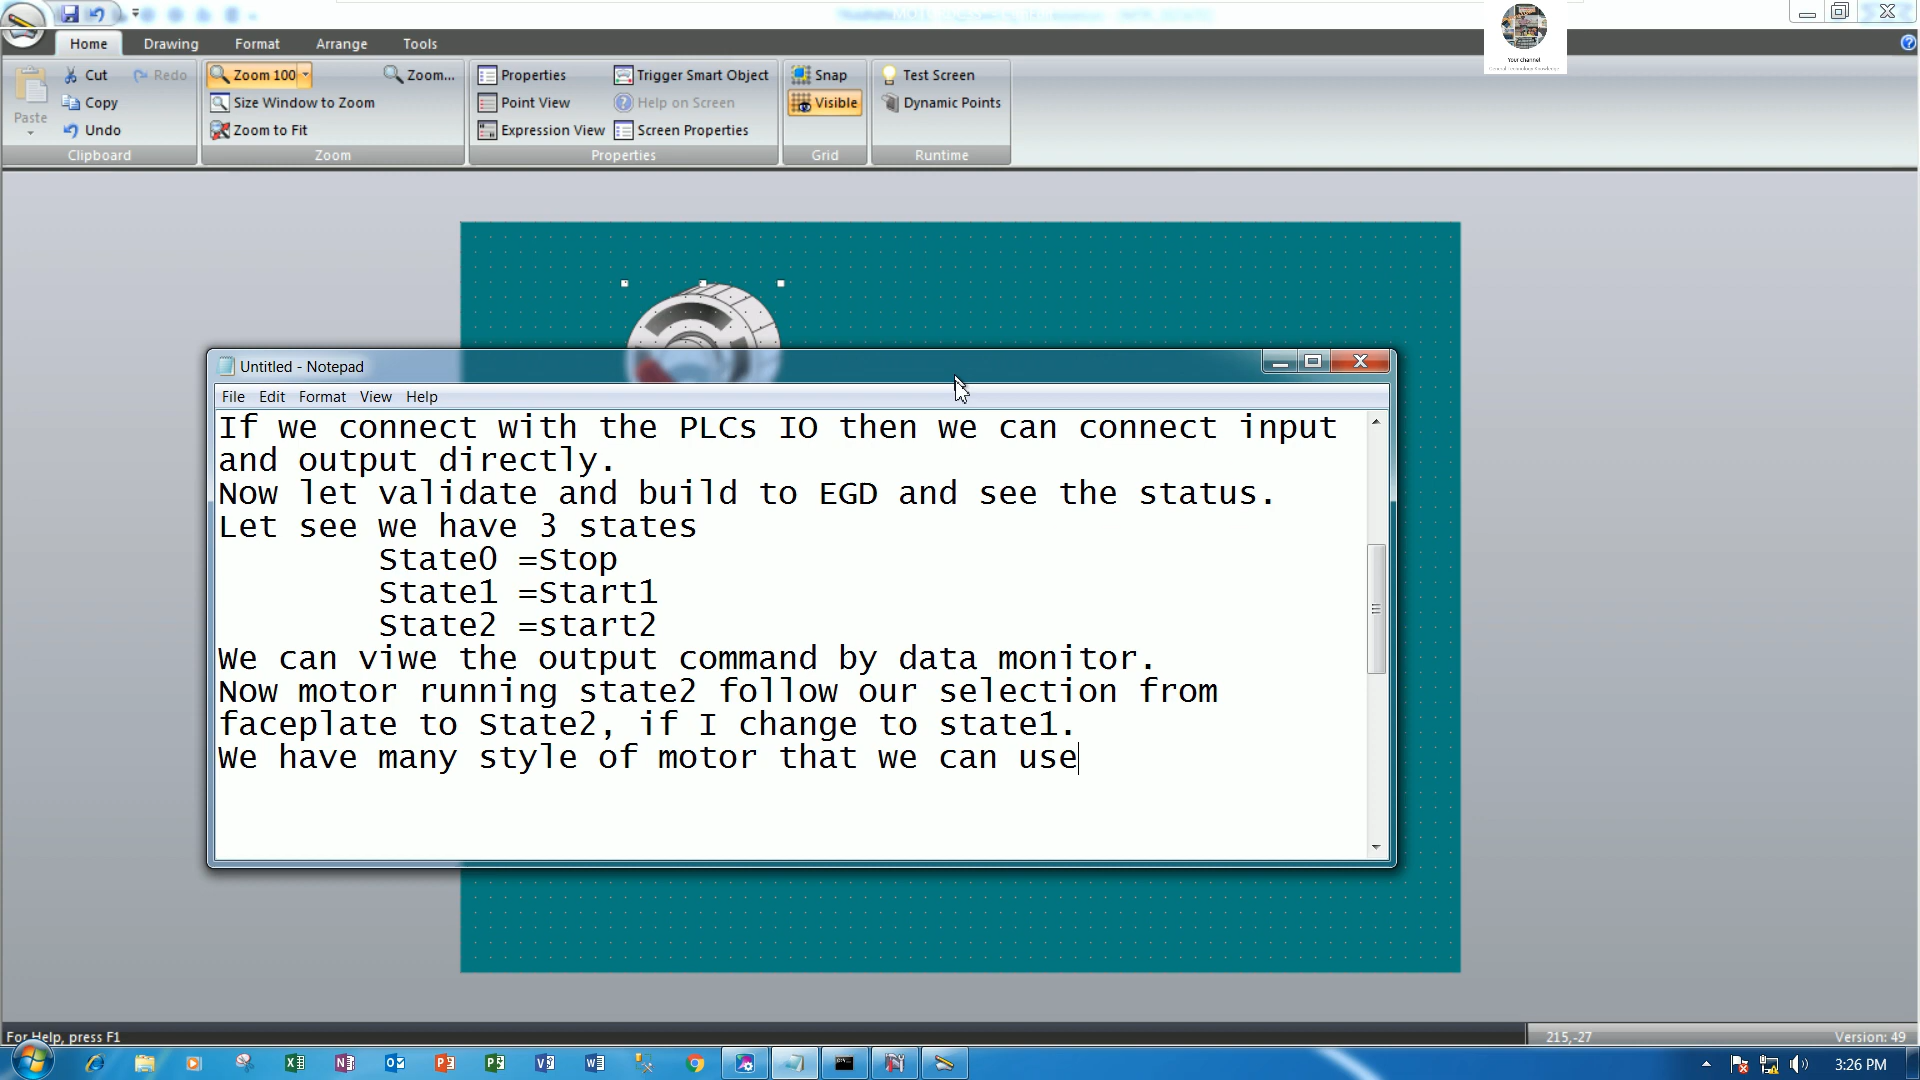 Home Drawing Format Arrange Tools
Cut Redo Zoom 100 Zoom... Properties Trigger Smart Object Snap Test Screen
Paste Copy Size Window to Zoom Point View Help on Screen Visible Dynamic Points
Undo Zoom to Fit Expression View Screen Properties
Clipboard Zoom Properties Grid Runtime
Your channel
Untitled - Notepad
File Edit Format View Help
If we connect with the PLCs IO then we can connect input
and output directly.
Now let validate and build to EGD and see the status.
Let see we have 3 states
State0 =Stop
State1 =Start1
State2 =start2
We can viwe the output command by data monitor.
Now motor running state2 follow our selection from
faceplate to State2, if I change to state1.
We have many style of motor that we can use
For Help, press F1 215,-27 Version: 49
3:26 PM